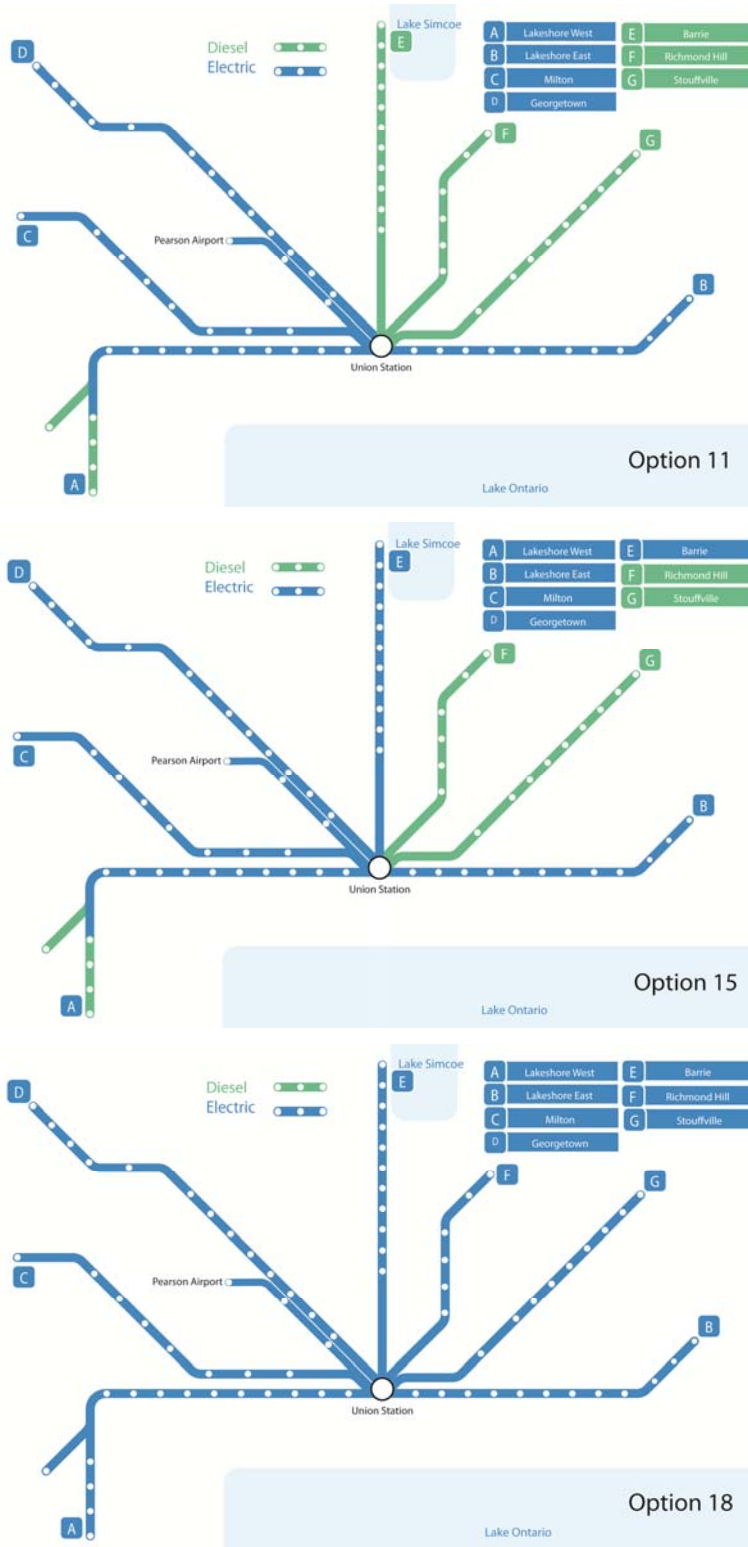 Lake Simcoe
Diesel
Electric
D
E
A Lakeshore West
B Lakeshore East
C Milton
D Georgetown
E Barrie
F Richmond Hill
G Stouffville
F
G
C
Pearson Airport
B
Union Station
A
Option 11
Lake Ontario
Lake Simcoe
Diesel
Electric
D
E
A Lakeshore West
B Lakeshore East
C Milton
D Georgetown
E Barrie
F Richmond Hill
G Stouffville
F
G
C
Pearson Airport
B
Union Station
A
Option 15
Lake Ontario
Lake Simcoe
Diesel
Electric
D
E
A Lakeshore West
B Lakeshore East
C Milton
D Georgetown
E Barrie
F Richmond Hill
G Stouffville
F
G
C
Pearson Airport
B
Union Station
A
Option 18
Lake Ontario